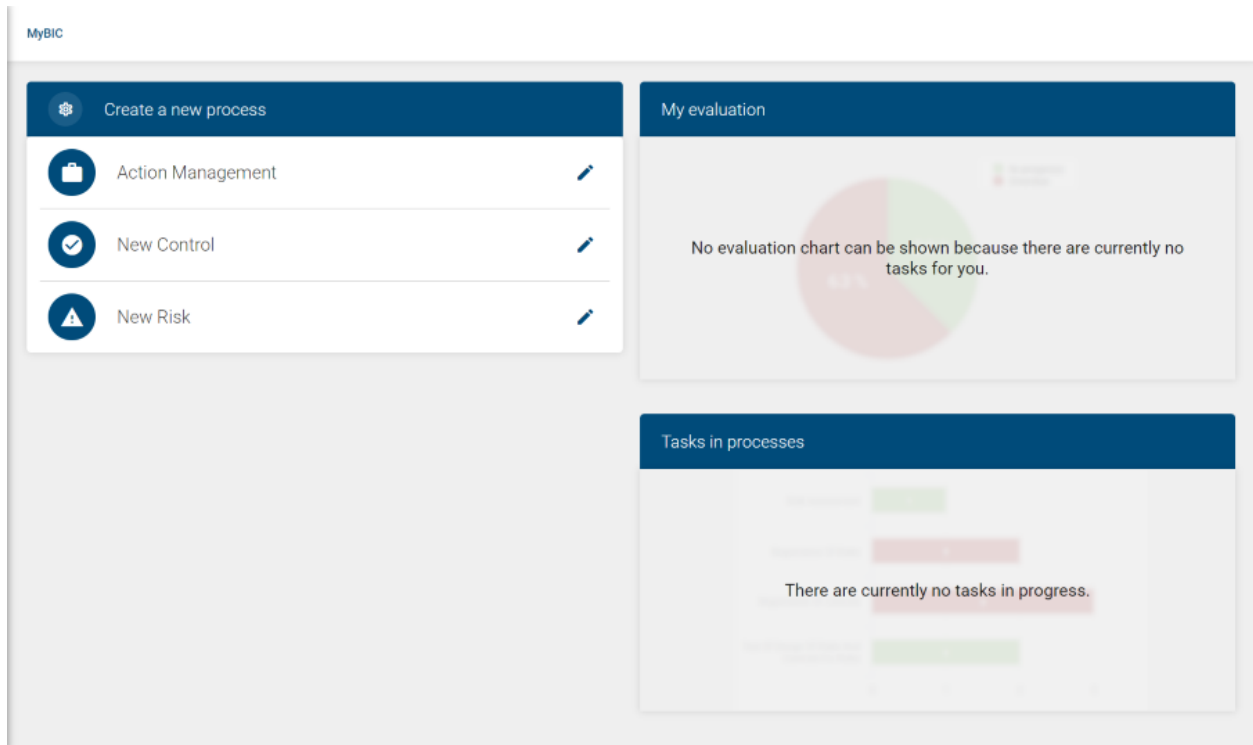 MyBIC
Create a new process
Action Management
New Control
New Risk
My evaluation
No evaluation chart can be shown because there are currently no
tasks for you.
Tasks in processes
There are currently no tasks in progress.